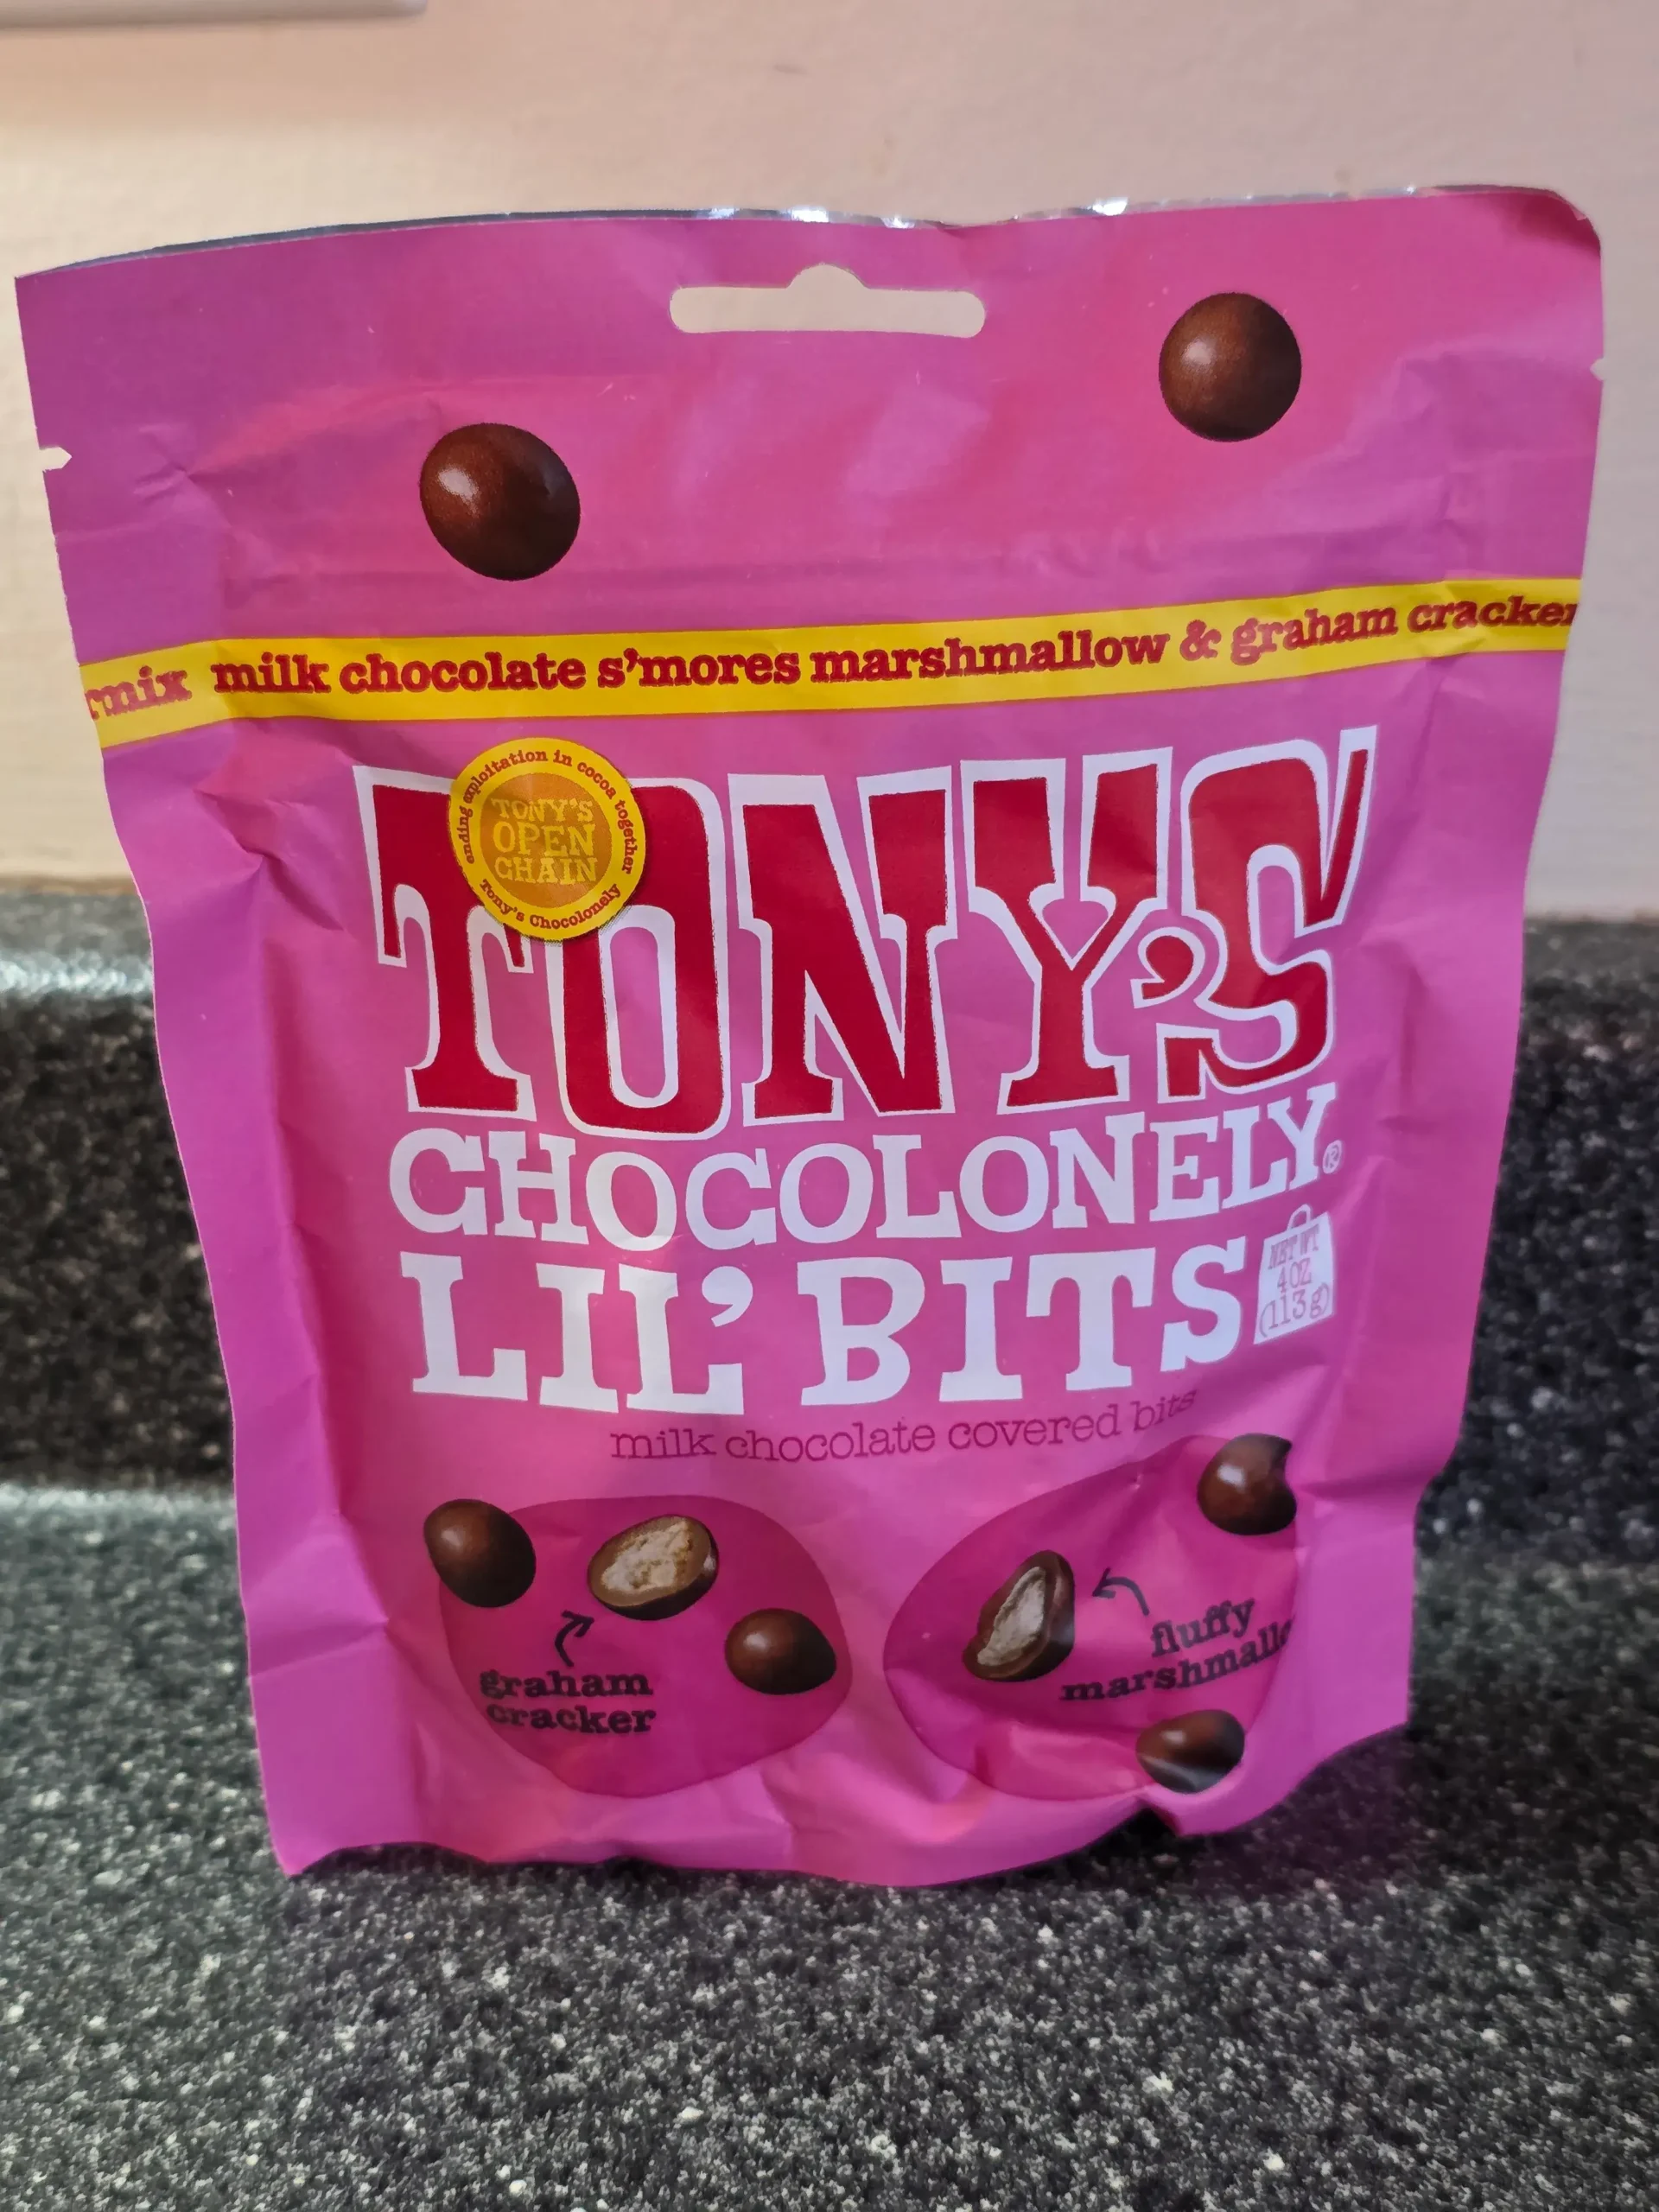 mix milk chocolate s'mores marshmallow & graham cracker
ending exploitation in cocoa together
TONY'S
OPEN
CHAIN
Tony's Chocolonely
TONY'S
CHOCOLONELY®
LIL' BITS
NET WT
4 OZ
(113 g)
milk chocolate covered bits
graham
cracker
fluffy
marshmallo